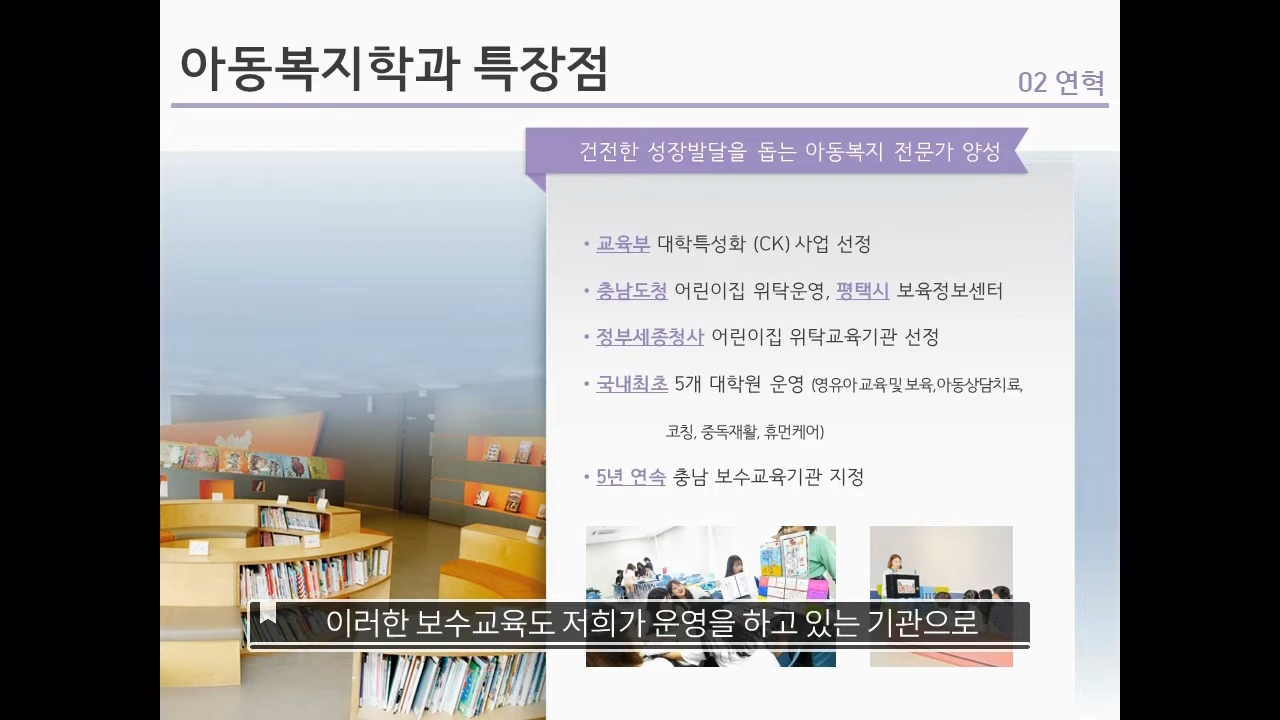 아동복지학과 특장점
02 연혁
건전한 성장발달을 돕는 아동복지 전문가 양성
• 교육부 대학특성화 (CK) 사업 선정
• 충남도청 어린이집 위탁운영, 평택시 보육정보센터
• 정부세종청사 어린이집 위탁교육기관 선정
• 국내최초 5개 대학원 운영 (영유아교육및보육,아동상담치료,
코칭, 중독재활, 휴먼케어)
• 5년 연속 충남 보수교육기관 지정
이러한 보수교육도 저희가 운영을 하고 있는 기관으로